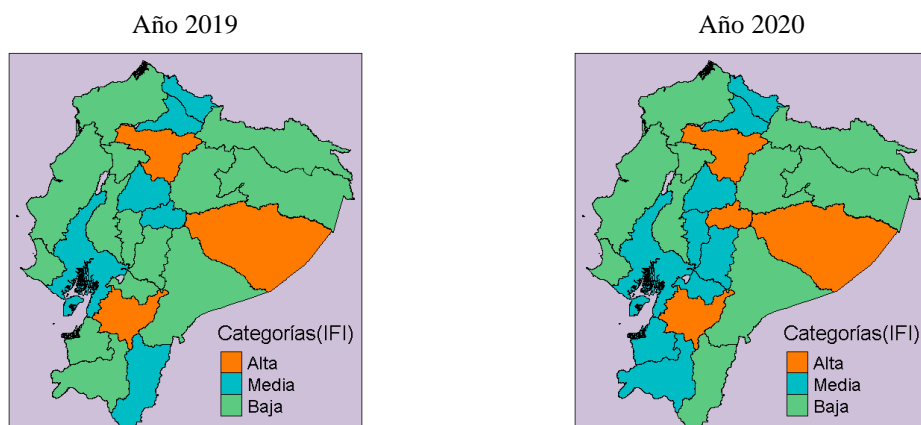 Año 2019
Año 2020
Categorías(IFI)
Alta
Media
Baja
Categorías(IFI)
Alta
Media
Baja